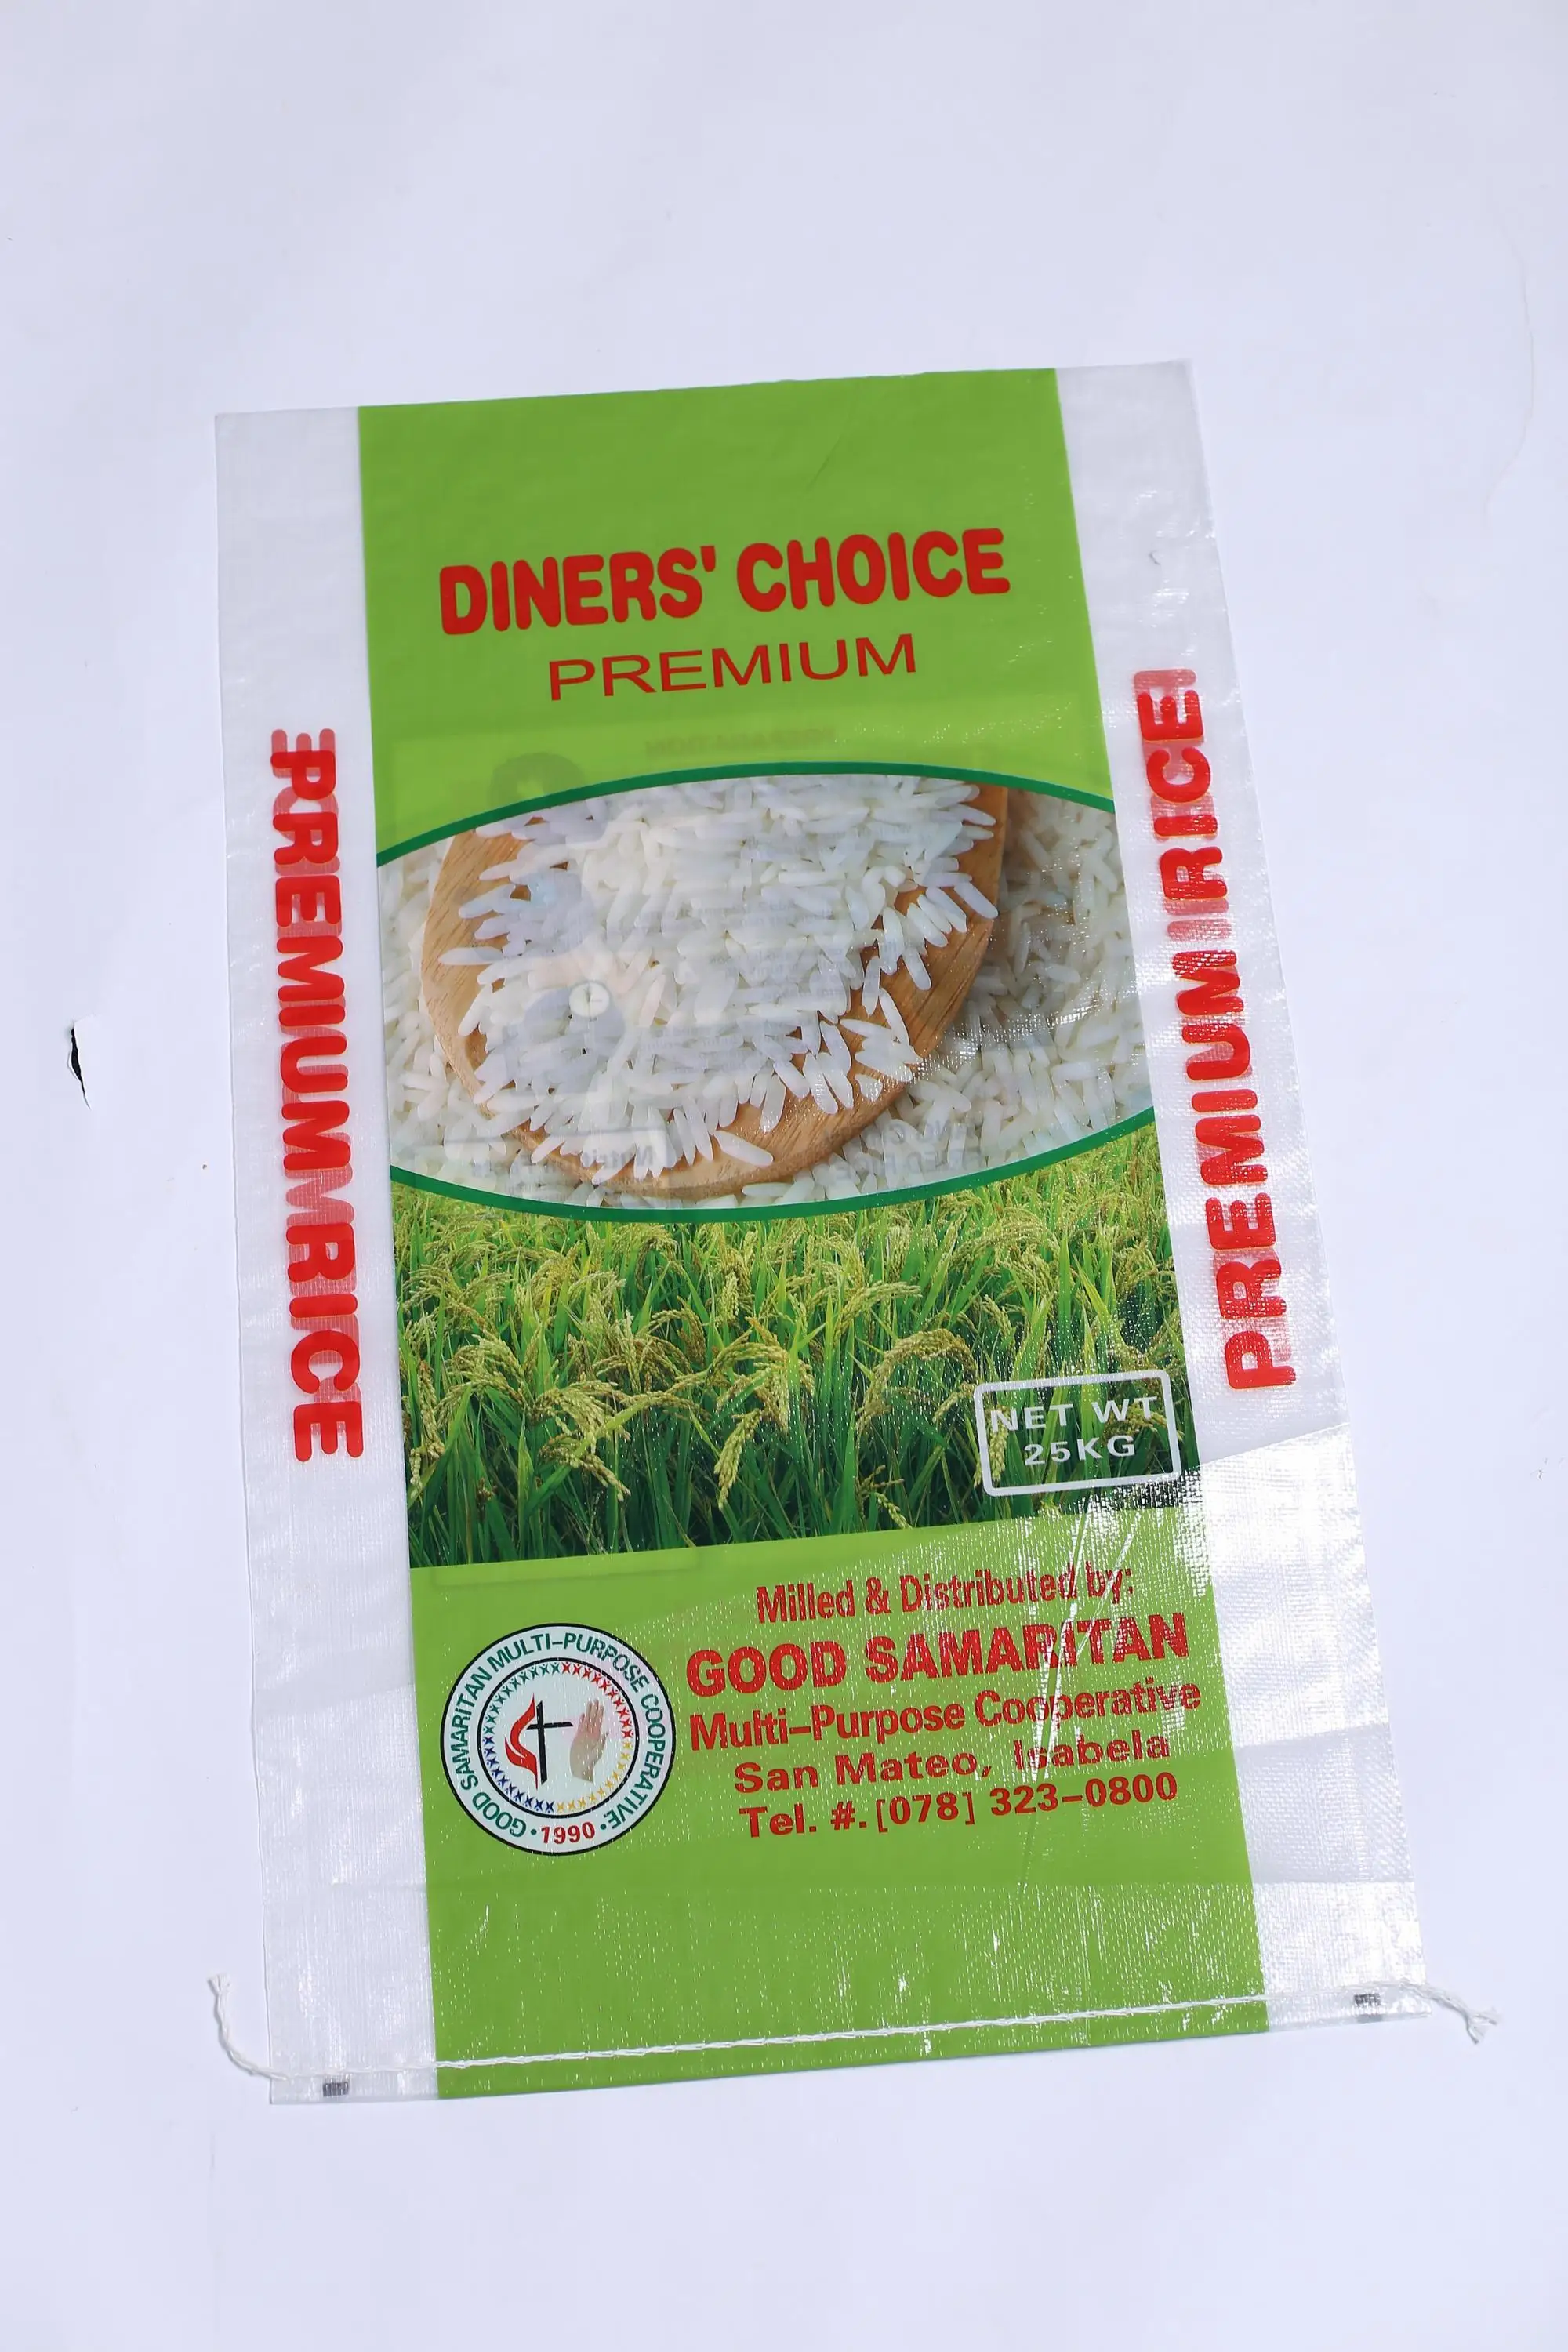 DINERS' CHOICE
PREMIUM
PREMIUM RICE
PREMIUM RICE
NET WT
25KG
Milled & Distributed by:
GOOD SAMARITAN
Multi-Purpose Cooperative
San Mateo, Isabela
Tel. #. [078] 323-0800
GOOD SAMARITAN MULTI-PURPOSE COOPERATIVE
• 1990 •